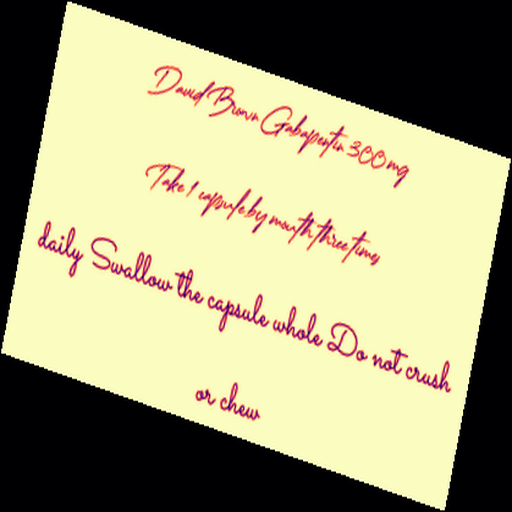 David Brown Gabapentin 300 mg
Take 1 capsule by mouth three times
daily Swallow the capsule whole Do not crush
or chew